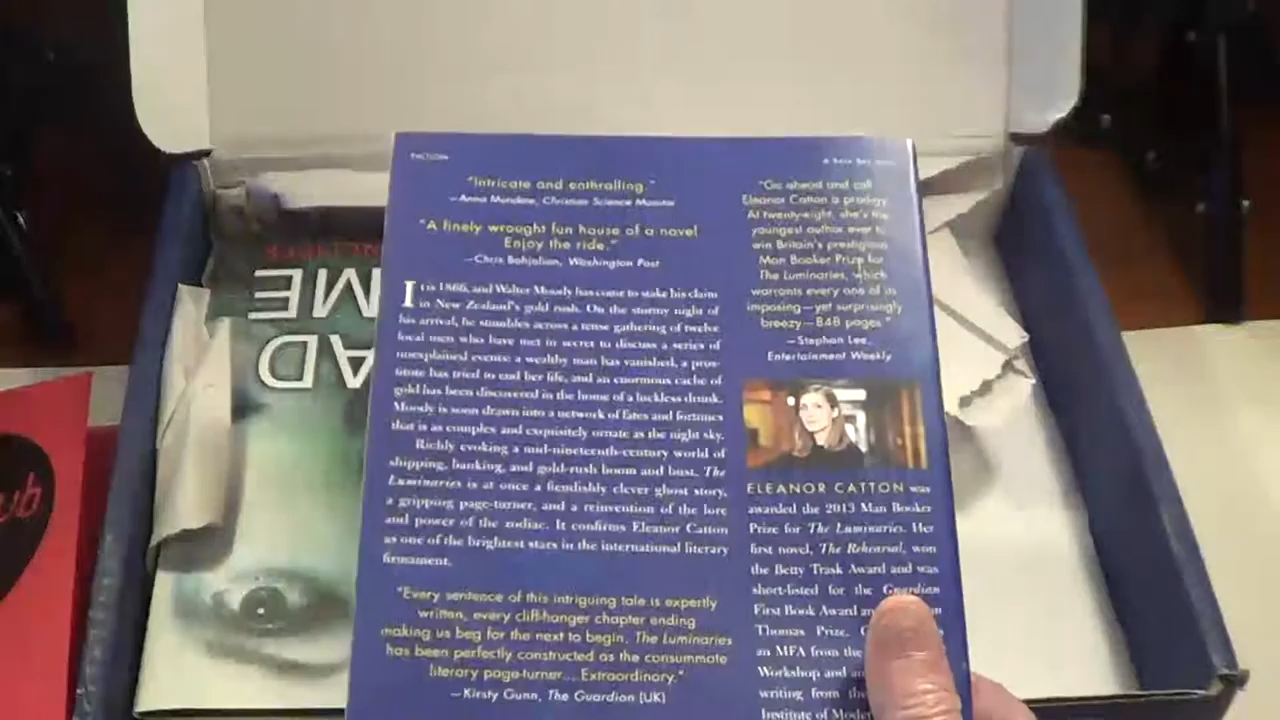 FICTION
A BACK BAY BOOK
"Intricate and enthralling."
—Anna Mundow, Christian Science Monitor
"A finely wrought fun house of a novel
Enjoy the ride."
—Chris Bohjalian, Washington Post
It is 1866, and Walter Moody has come to stake his claim
in New Zealand's gold rush. On the stormy night of
his arrival, he stumbles across a tense gathering of twelve
local men who have met in secret to discuss a series of
unexplained events: a wealthy man has vanished, a pros-
titute has tried to end her life, and an enormous cache of
gold has been discovered in the home of a luckless drunk.
Moody is soon drawn into a network of fates and fortunes
that is as complex and exquisitely ornate as the night sky.
Richly evoking a mid-nineteenth-century world of
shipping, banking, and gold-rush boom and bust, The
Luminaries is at once a fiendishly clever ghost story,
a gripping page-turner, and a reinvention of the lore
and power of the zodiac. It confirms Eleanor Catton
as one of the brightest stars in the international literary
firmament.
"Every sentence of this intriguing tale is expertly
written, every cliff-hanger chapter ending
making us beg for the next to begin. The Luminaries
has been perfectly constructed as the consummate
literary page-turner.... Extraordinary."
—Kirsty Gunn, The Guardian (UK)
"Go ahead and call
Eleanor Catton a prodigy.
At twenty-eight, she's the
youngest author ever to
win Britain's prestigious
Man Booker Prize for
The Luminaries, which
warrants every one of its
imposing—yet surprisingly
breezy—848 pages."
—Stephan Lee,
Entertainment Weekly
ELEANOR CATTON was
awarded the 2013 Man Booker
Prize for The Luminaries. Her
first novel, The Rehearsal, won
the Betty Trask Award and was
short-listed for the Guardian
First Book Award
Thomas Prize.
an MFA from the
Workshop and
writing from the
Institute of Modern
AD
ME
ub